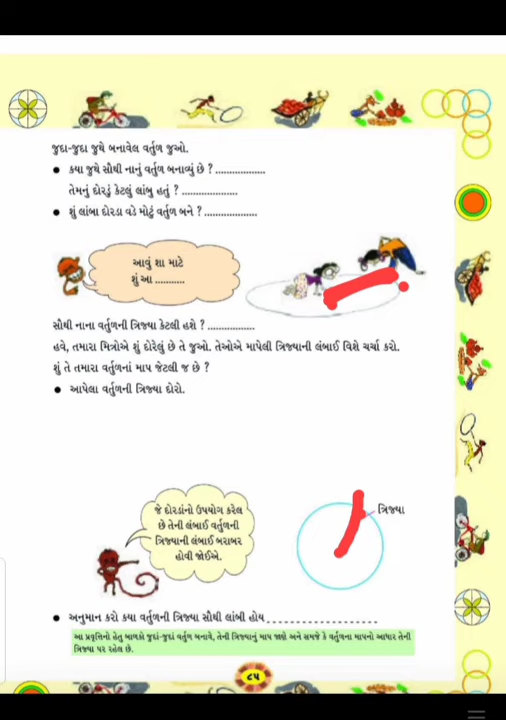 જુદા-જુદા જૂથે બનાવેલ વર્તુળ જુઓ.
● કયા જૂથે સૌથી નાનું વર્તુળ બનાવ્યું છે ? ..................
તેમનું દોરડું કેટલું લાંબુ હતું ? ....................
● શું લાંબા દોરડા વડે મોટું વર્તુળ બને ? ...................
આવું શા માટે
શું આ ...........
સૌથી નાના વર્તુળની ત્રિજ્યા કેટલી હશે ? .................
હવે, તમારા મિત્રોએ શું દોરેલું છે તે જુઓ. તેઓએ માપેલી ત્રિજ્યાની લંબાઈ વિશે ચર્ચા કરો.
શું તે તમારા વર્તુળનાં માપ જેટલી જ છે ?
● આપેલા વર્તુળની ત્રિજ્યા દોરો.
જે દોરડાંનો ઉપયોગ કરેલ
છે તેની લંબાઈ વર્તુળની
ત્રિજ્યાની લંબાઈ બરાબર
હોવી જોઈએ.
ત્રિજ્યા
● અનુમાન કરો કયા વર્તુળની ત્રિજ્યા સૌથી લાંબી હોય _ _ _ _ _ _ _ _ _ _ _ _ _ _ _ _ _
આ પ્રવૃત્તિનો હેતુ બાળકો જુદાં-જુદાં વર્તુળ બનાવે, તેની ત્રિજ્યાનું માપ જાણે અને સમજે કે વર્તુળના માપનો આધાર તેની
ત્રિજ્યા પર રહેલ છે.
૮૫